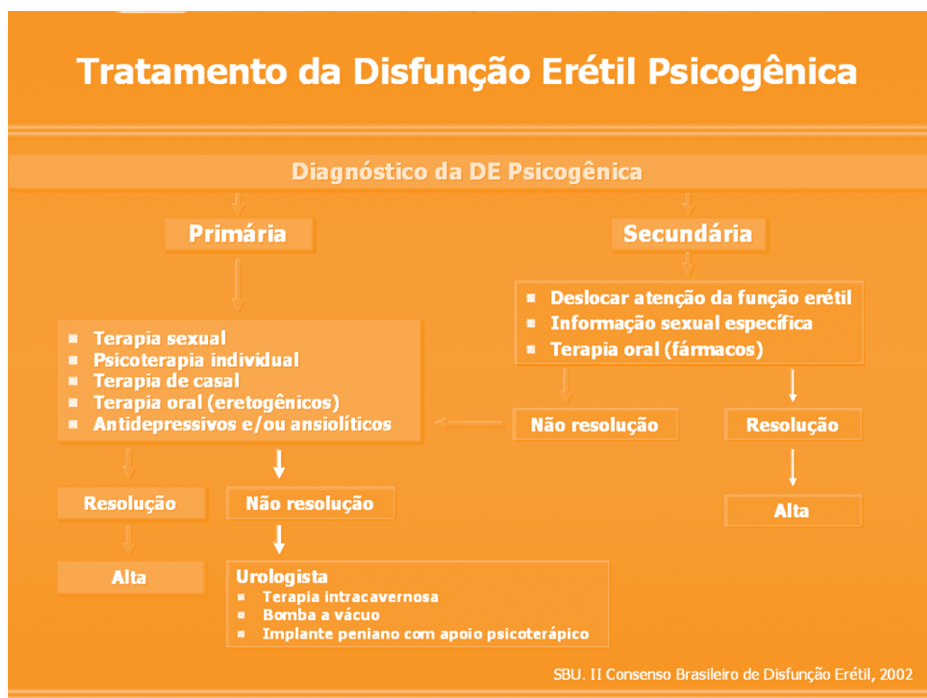 Tratamento da Disfunção Erétil Psicogênica
Diagnóstico da DE Psicogênica
Primária
Secundária
Deslocar atenção da função erétil
Informação sexual específica
Terapia oral (fármacos)
Terapia sexual
Psicoterapia individual
Terapia de casal
Terapia oral (eretogênicos)
Antidepressivos e/ou ansiolíticos
Não resolução
Resolução
Resolução
Não resolução
Alta
Alta
Urologista
Terapia intracavernosa
Bomba a vácuo
Implante peniano com apoio psicoterápico
SBU. II Consenso Brasileiro de Disfunção Erétil, 2002